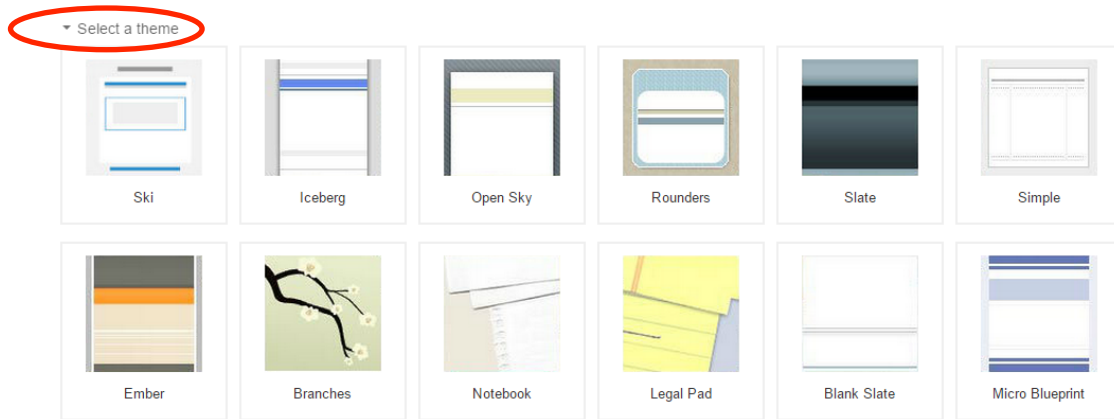 Select a theme
Ski
Iceberg
Open Sky
Rounders
Slate
Simple
Ember
Branches
Notebook
Legal Pad
Blank Slate
Micro Blueprint